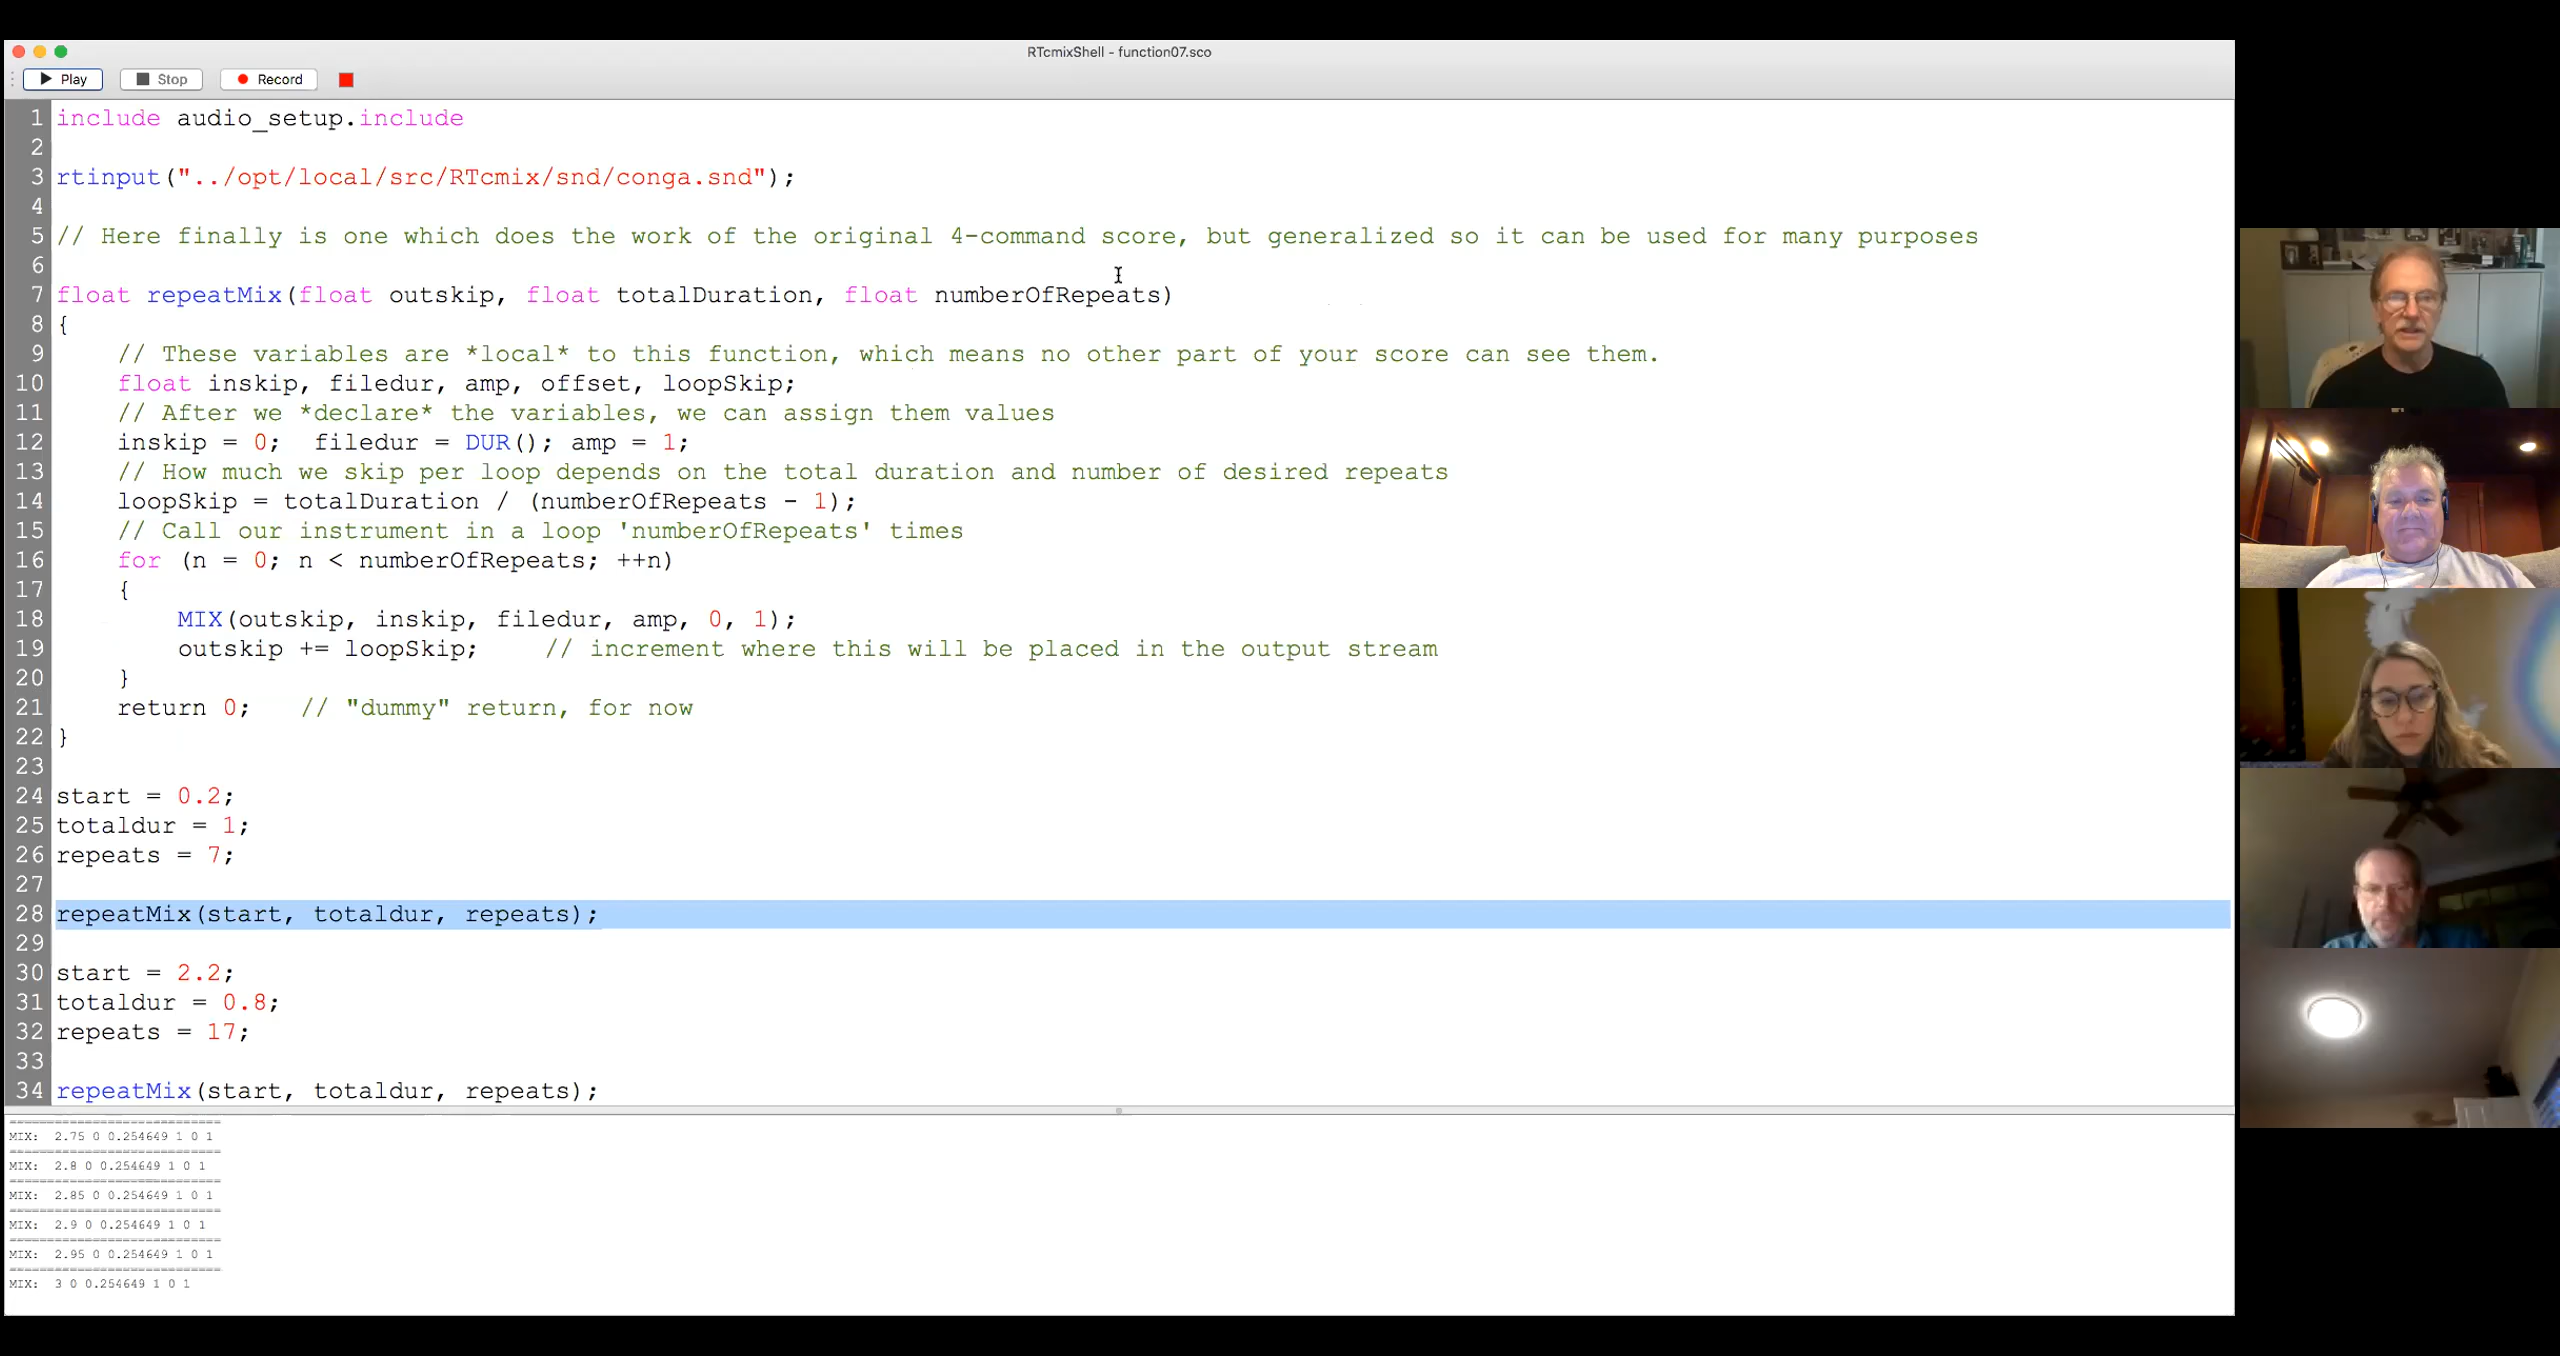 RTcmixShell - function07.sco
Play Stop Record
1 include audio_setup.include
2
3 rtinput("../opt/local/src/RTcmix/snd/conga.snd");
4
5 // Here finally is one which does the work of the original 4-command score, but generalized so it can be used for many purposes
6
7 float repeatMix(float outskip, float totalDuration, float numberOfRepeats)
8 {
9 // These variables are *local* to this function, which means no other part of your score can see them.
10 float inskip, filedur, amp, offset, loopSkip;
11 // After we *declare* the variables, we can assign them values
12 inskip = 0; filedur = DUR(); amp = 1;
13 // How much we skip per loop depends on the total duration and number of desired repeats
14 loopSkip = totalDuration / (numberOfRepeats - 1);
15 // Call our instrument in a loop 'numberOfRepeats' times
16 for (n = 0; n < numberOfRepeats; ++n)
17 {
18 MIX(outskip, inskip, filedur, amp, 0, 1);
19 outskip += loopSkip; // increment where this will be placed in the output stream
20 }
21 return 0; // "dummy" return, for now
22 }
23
24 start = 0.2;
25 totaldur = 1;
26 repeats = 7;
27
28 repeatMix(start, totaldur, repeats);
29
30 start = 2.2;
31 totaldur = 0.8;
32 repeats = 17;
33
34 repeatMix(start, totaldur, repeats);
============================
MIX: 2.75 0 0.254649 1 0 1
============================
MIX: 2.8 0 0.254649 1 0 1
============================
MIX: 2.85 0 0.254649 1 0 1
============================
MIX: 2.9 0 0.254649 1 0 1
============================
MIX: 2.95 0 0.254649 1 0 1
============================
MIX: 3 0 0.254649 1 0 1